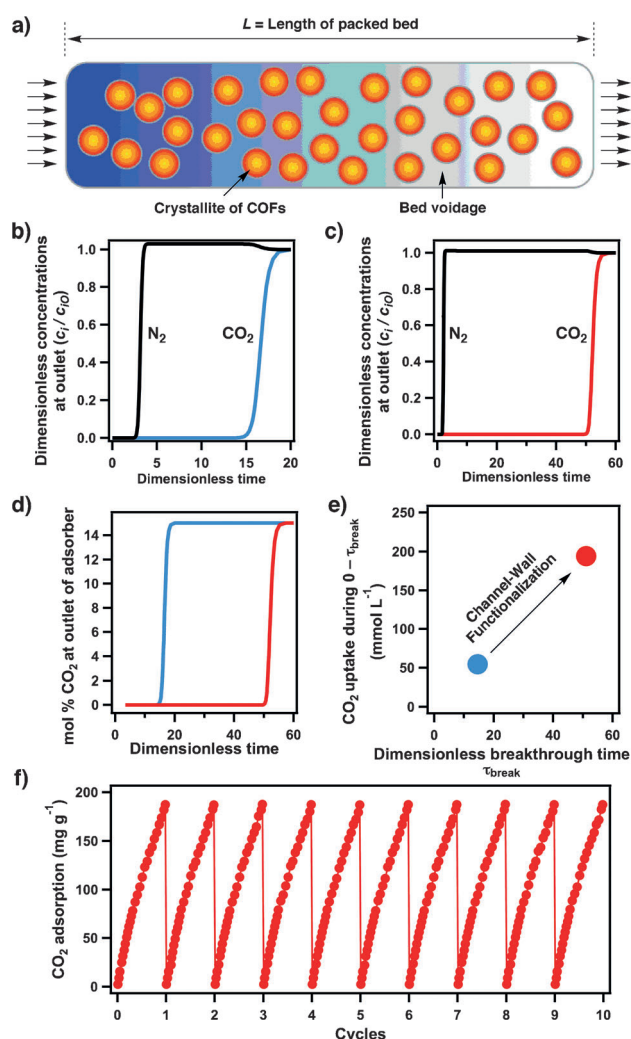 a)
L = Length of packed bed
Crystallite of COFs
Bed voidage
b)
Dimensionless concentrations
at outlet (ci / ci0)
1.0
0.8
0.6
0.4
0.2
0.0
N2
CO2
0
5
10
15
20
Dimensionless time
c)
Dimensionless concentrations
at outlet (ci / ci0)
1.0
0.8
0.6
0.4
0.2
0.0
N2
CO2
0
20
40
60
Dimensionless time
d)
mol % CO2 at outlet of adsorber
14
12
10
8
6
4
2
0
0
20
40
60
Dimensionless time
e)
CO2 uptake during 0 – τbreak
(mmol L-1)
250
200
150
100
50
0
Channel-Wall
Functionalization
0
20
40
60
Dimensionless breakthrough time
τbreak
f)
CO2 adsorption (mg g-1)
200
150
100
50
0
0
1
2
3
4
5
6
7
8
9
10
Cycles